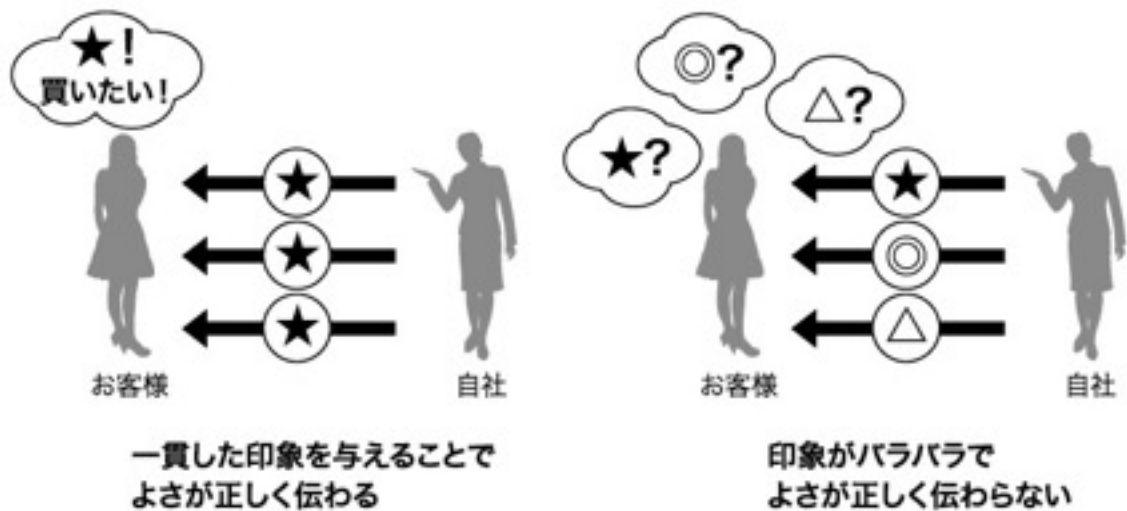 ★！
買いたい！
お客様
自社
一貫した印象を与えることで
よさが正しく伝わる
◎？
△？
★？
お客様
自社
印象がバラバラで
よさが正しく伝わらない